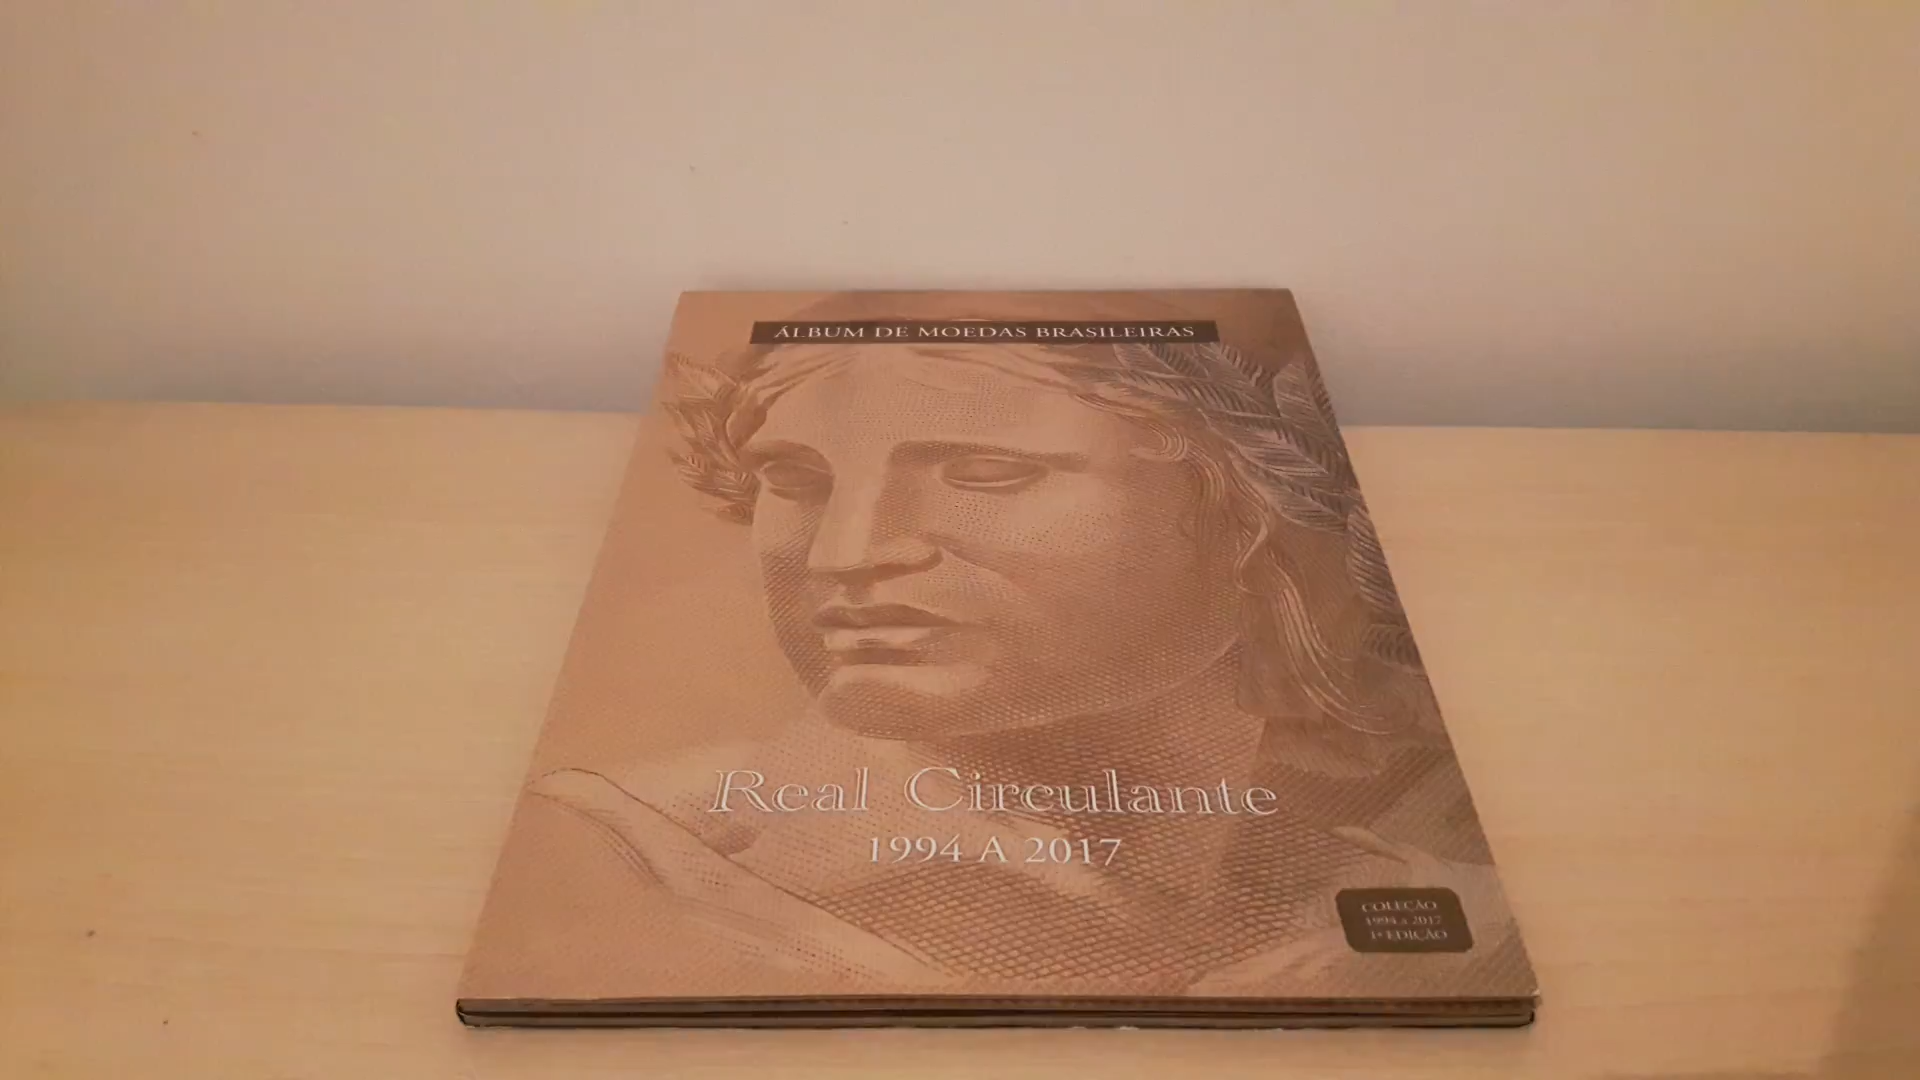 ÁLBUM DE MOEDAS BRASILEIRAS
Real Circulante
1994 A 2017
COLEÇÃO
1994 a 2017
1ª EDIÇÃO